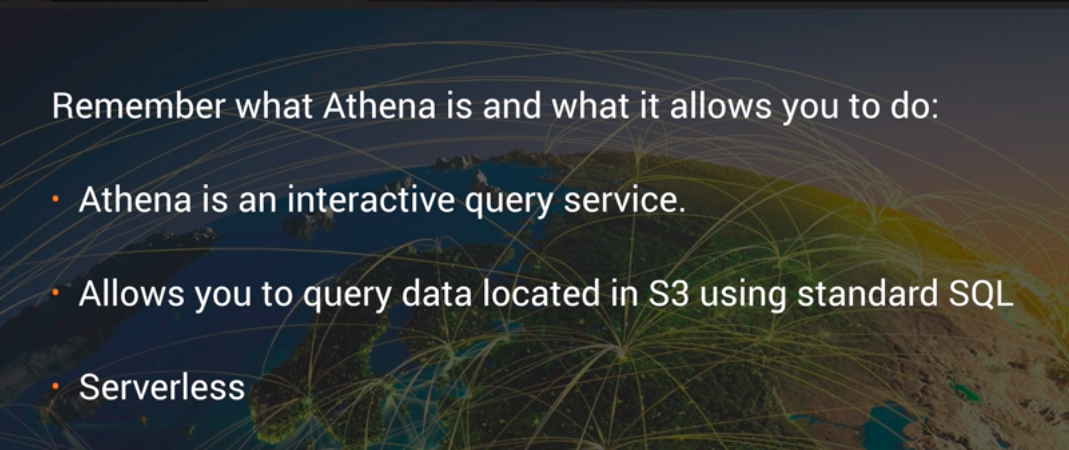 Remember what Athena is and what it allows you to do:
• Athena is an interactive query service.
• Allows you to query data located in S3 using standard SQL
• Serverless